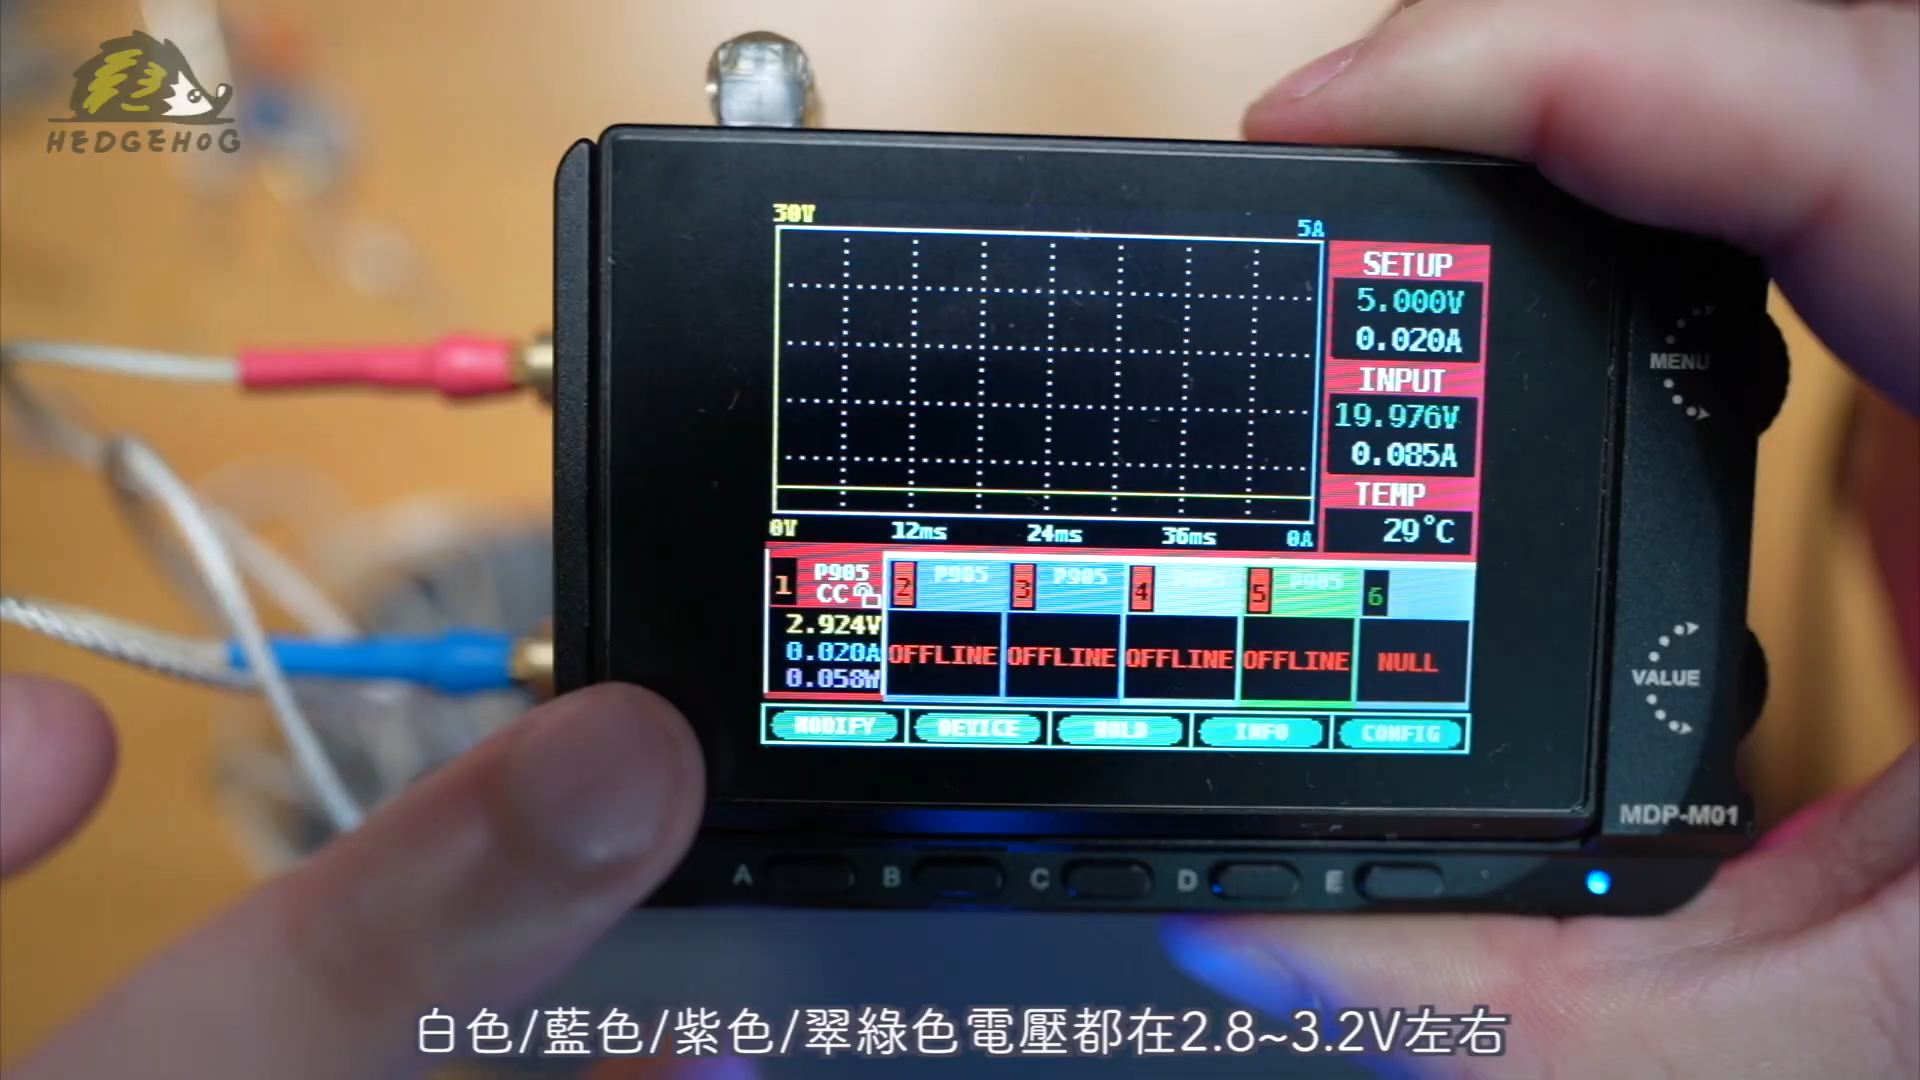 HEDGEHOG
30V
5A
SETUP
5.000V
0.020A
INPUT
19.976V
0.085A
TEMP
29°C
0V 12ms 24ms 36ms 0A
1 P905 CC
2.924V
0.020A
0.058W
2 P905
OFFLINE
3 P905
OFFLINE
4 P905
OFFLINE
5 P905
OFFLINE
6
NULL
MODIFY DEVICE HOLD INFO CONFIG
MENU
VALUE
MDP-M01
A B C D E
白色/藍色/紫色/翠綠色電壓都在2.8~3.2V左右